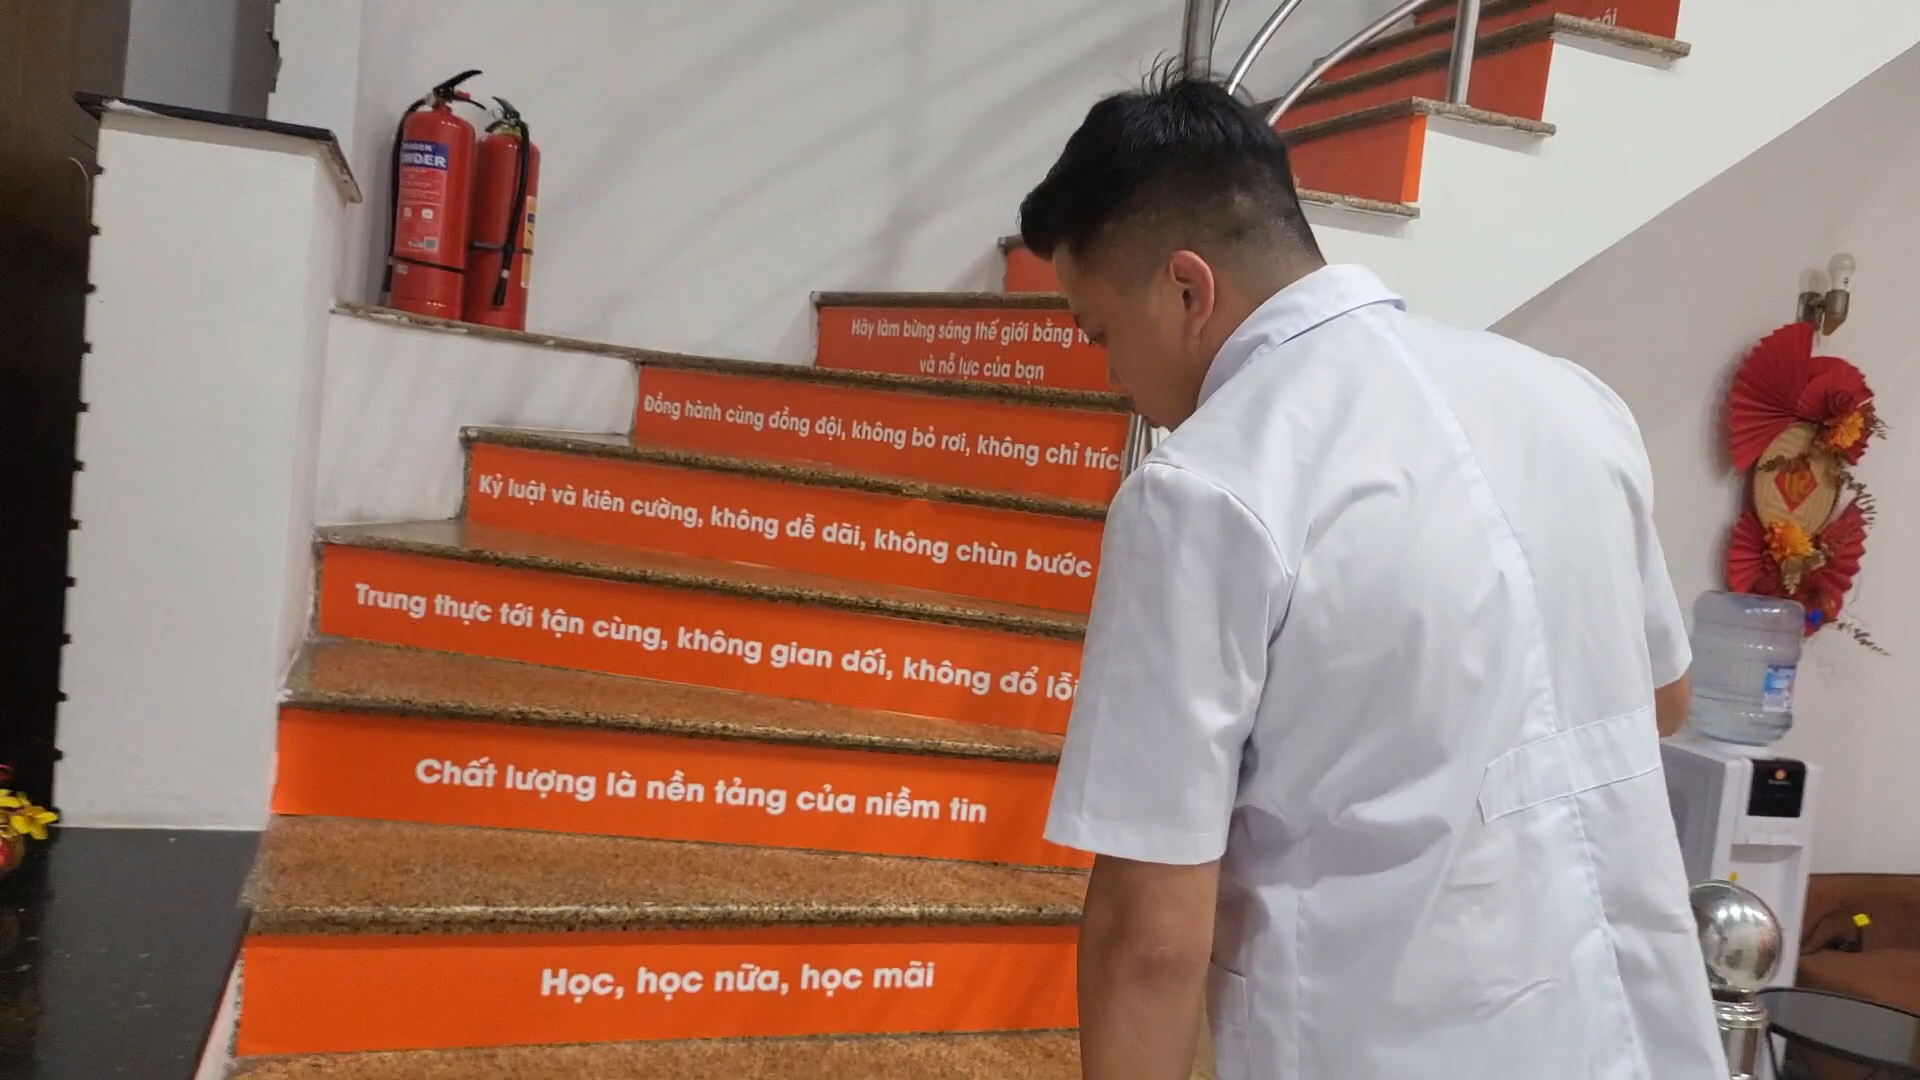 Hãy làm bừng sáng thế giới bằng
và nỗ lực của bạn
Đồng hành cùng đồng đội, không bỏ rơi, không chỉ
Kỷ luật và kiên cường, không dễ dãi, không chùn bước
Trung thực tới tận cùng, không gian dối, không đổ lỗi
Chất lượng là nền tảng của niềm tin
Học, học nữa, học mãi